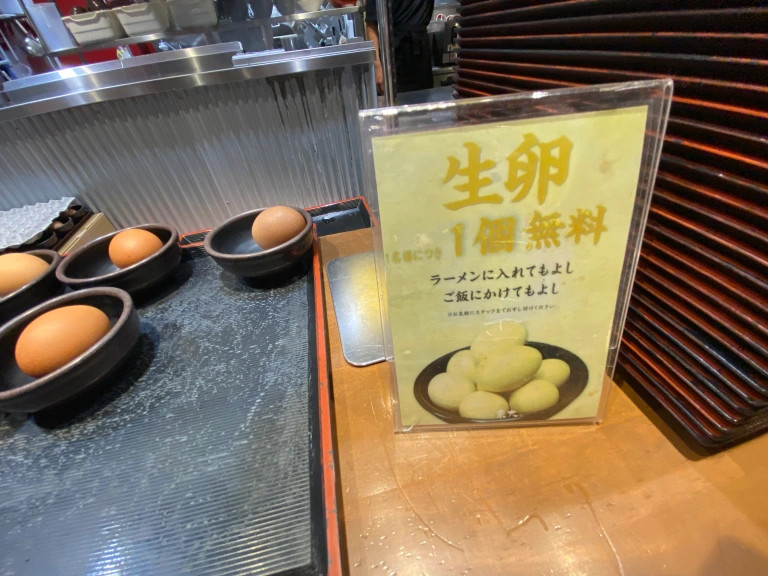 生卵
1名様につき 1個無料
ラーメンに入れてもよし
ご飯にかけてもよし